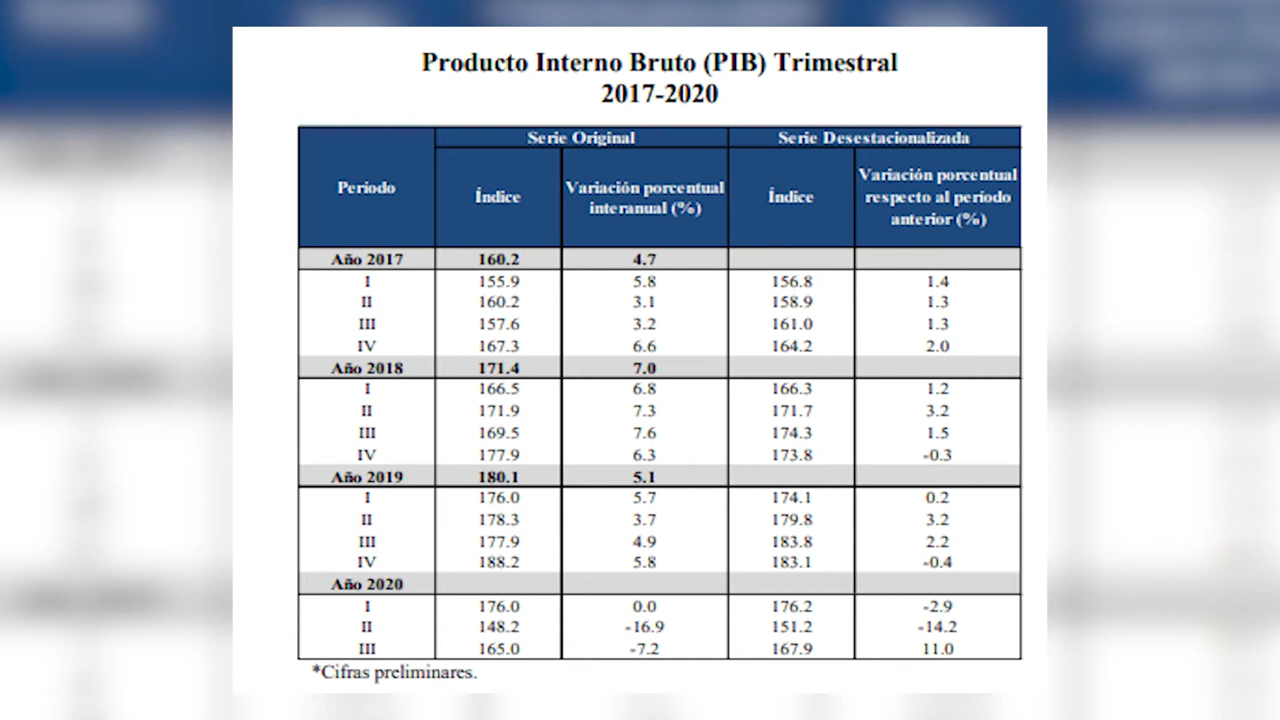 Producto Interno Bruto (PIB) Trimestral
2017-2020
Serie Original Serie Desestacionalizada
Período Índice Variación porcentual interanual (%) Índice Variación porcentual respecto al período anterior (%)
Año 2017 160.2 4.7
I 155.9 5.8 156.8 1.4
II 160.2 3.1 158.9 1.3
III 157.6 3.2 161.0 1.3
IV 167.3 6.6 164.2 2.0
Año 2018 171.4 7.0
I 166.5 6.8 166.3 1.2
II 171.9 7.3 171.7 3.2
III 169.5 7.6 174.3 1.5
IV 177.9 6.3 173.8 -0.3
Año 2019 180.1 5.1
I 176.0 5.7 174.1 0.2
II 178.3 3.7 179.8 3.2
III 177.9 4.9 183.8 2.2
IV 188.2 5.8 183.1 -0.4
Año 2020
I 176.0 0.0 176.2 -2.9
II 148.2 -16.9 151.2 -14.2
III 165.0 -7.2 167.9 11.0
*Cifras preliminares.